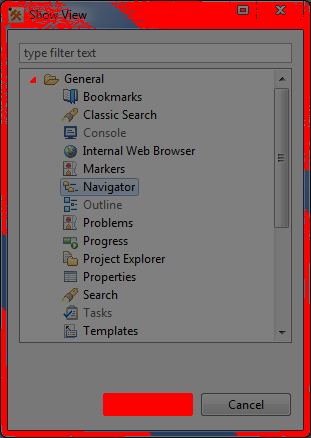 Show View
type filter text
General
Bookmarks
Classic Search
Console
Internal Web Browser
Markers
Navigator
Outline
Problems
Progress
Project Explorer
Properties
Search
Tasks
Templates
Cancel